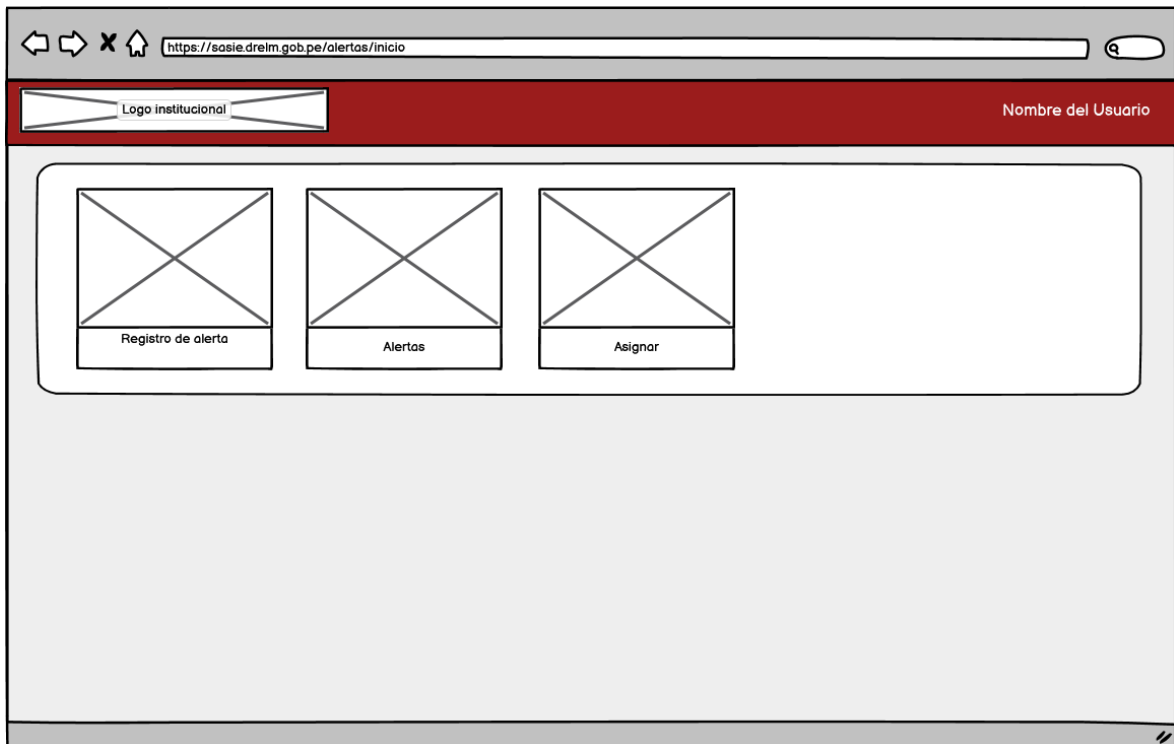 https://sasie.drelm.gob.pe/alertas/inicio
Logo institucional
Nombre del Usuario
Registro de alerta
Alertas
Asignar